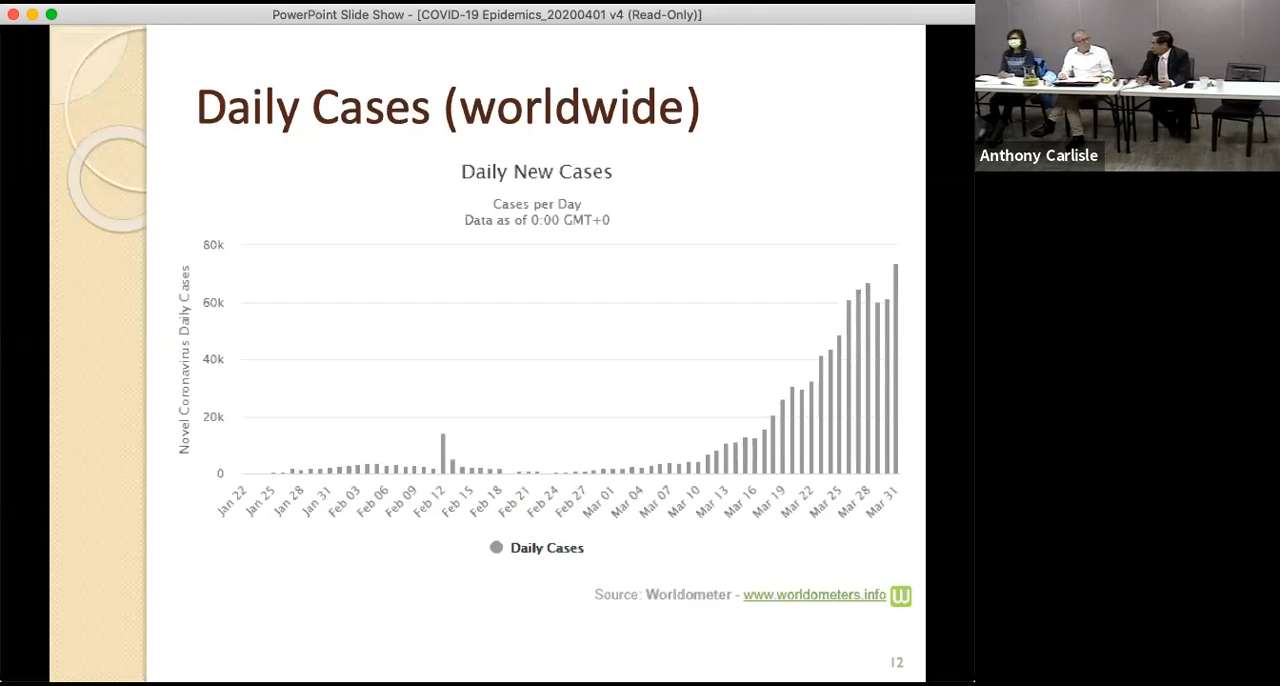 PowerPoint Slide Show - [COVID-19 Epidemics_20200401 v4 (Read-Only)]
Anthony Carlisle
Daily Cases (worldwide)
Daily New Cases
Cases per Day
Data as of 0:00 GMT+0
Novel Coronavirus Daily Cases
80k
60k
40k
20k
0
Jan 22
Jan 25
Jan 28
Jan 31
Feb 03
Feb 06
Feb 09
Feb 12
Feb 15
Feb 18
Feb 21
Feb 24
Feb 27
Mar 01
Mar 04
Mar 07
Mar 10
Mar 13
Mar 16
Mar 19
Mar 22
Mar 25
Mar 28
Mar 31
Daily Cases
Source: Worldometer - www.worldometers.info W
12